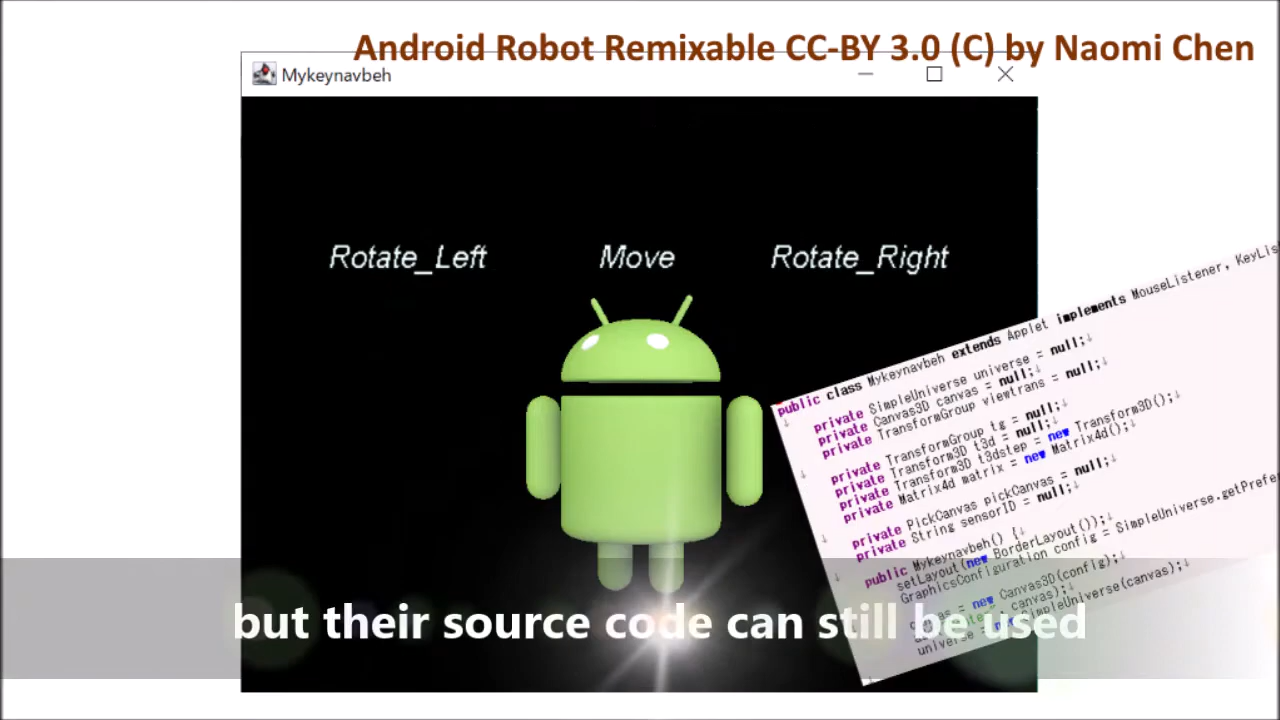 Android Robot Remixable CC-BY 3.0 (C) by Naomi Chen
Mykeynavbeh
Rotate_Left Move Rotate_Right
public class Mykeynavbeh extends Applet implements MouseListener,
private SimpleUniverse universe = null;
private Canvas3D canvas = null;
private TransformGroup viewtrans = null;
private TransformGroup tg = null;
private Transform3D t3d = null;
private Transform3D t3dstep = new Transform3D();
private Matrix4d matrix = new Matrix4d();
private PickCanvas pickCanvas = null;
private String sensorID = null;
public Mykeynavbeh() {
setLayout(new BorderLayout());
GraphicsConfiguration config = SimpleUniverse.getPrefe
= new Canvas3D(config);
canvas);
universe = new SimpleUniverse(canvas);
but their source code can still be used